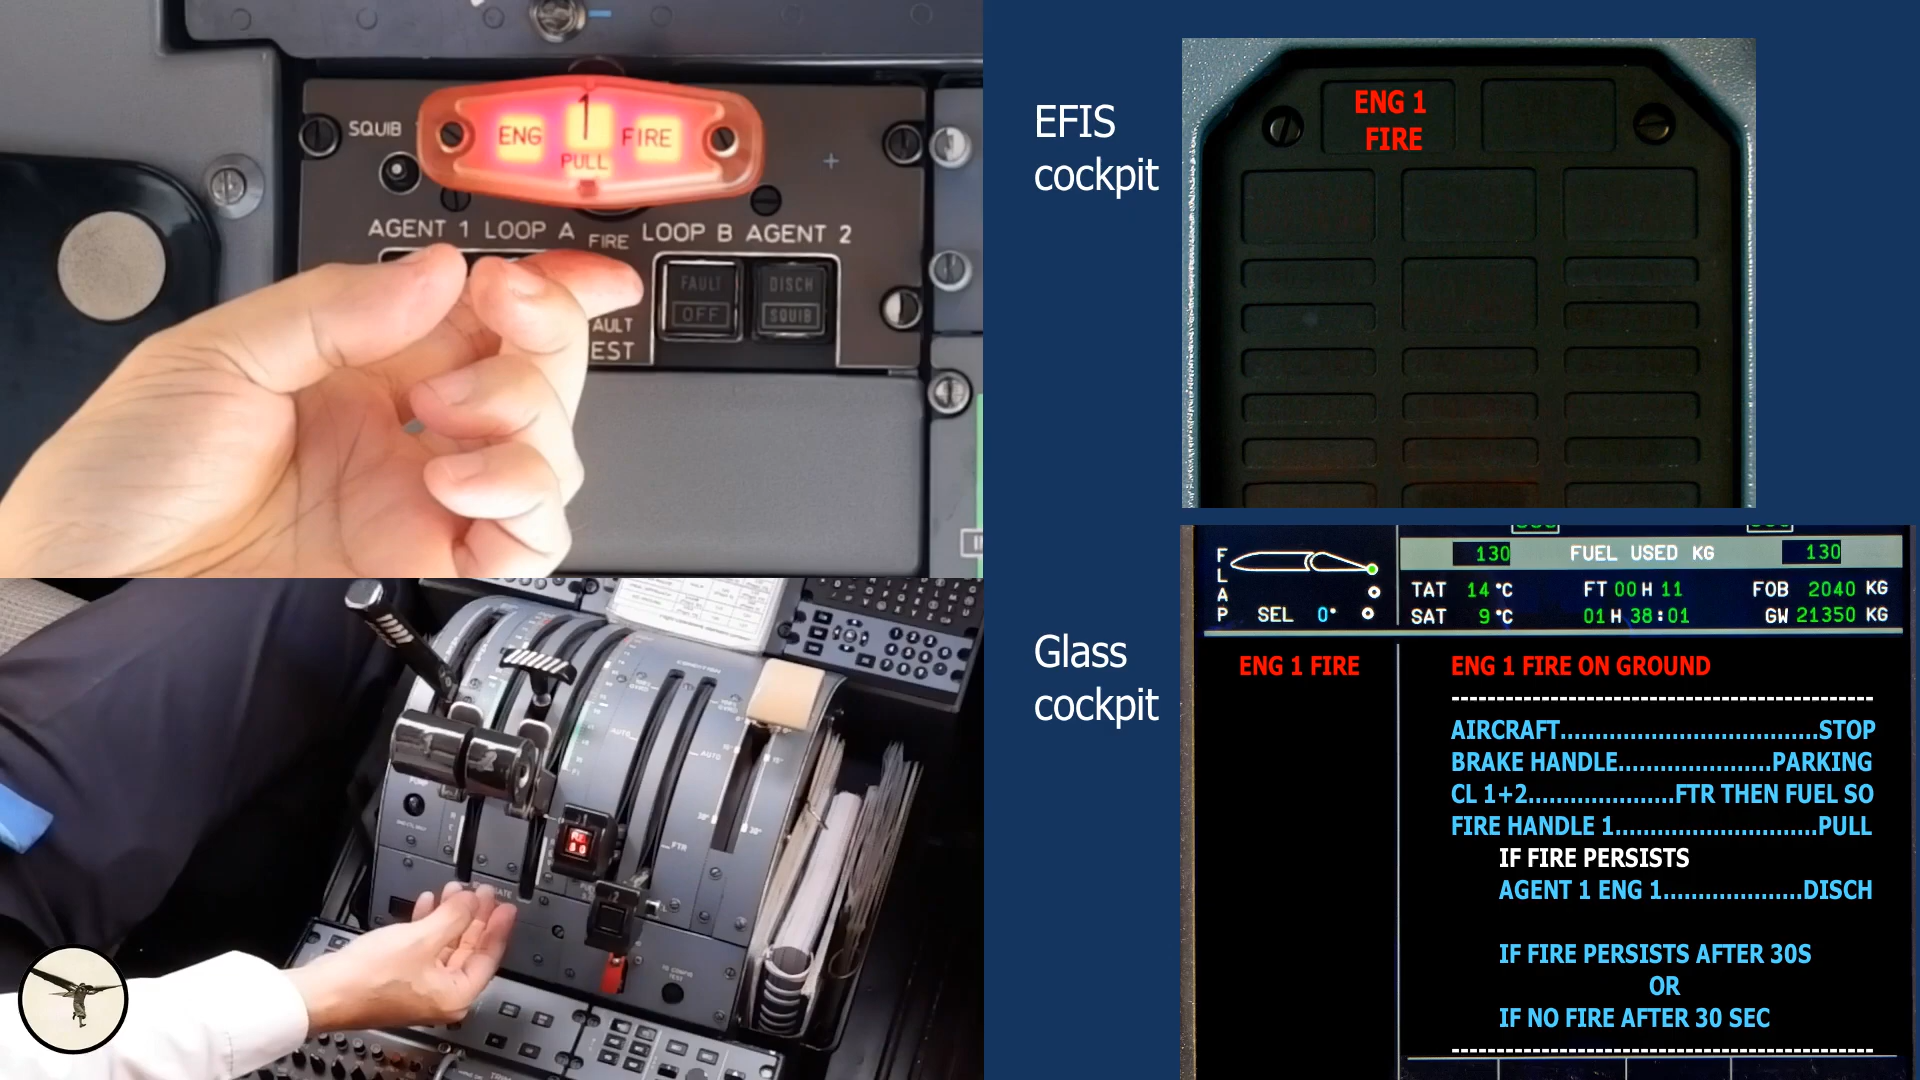 SQUIB
ENG 1 FIRE
PULL
AGENT 1 LOOP A FIRE LOOP B AGENT 2
FAULT
OFF
DISCH
SQUIB
AULT
EST
EFIS
cockpit
ENG 1
FIRE
Glass
cockpit
FLAP
SEL 0°
130 FUEL USED KG 130
TAT 14 °C FT 00 H 11 FOB 2040 KG
SAT 9 °C 01 H 38:01 GW 21350 KG
ENG 1 FIRE
ENG 1 FIRE ON GROUND
AIRCRAFT.....................................STOP
BRAKE HANDLE......................PARKING
CL 1+2.....................FTR THEN FUEL SO
FIRE HANDLE 1.............................PULL
IF FIRE PERSISTS
AGENT 1 ENG 1....................DISCH
IF FIRE PERSISTS AFTER 30S
OR
IF NO FIRE AFTER 30 SEC
AUTO
AUTO
FTR